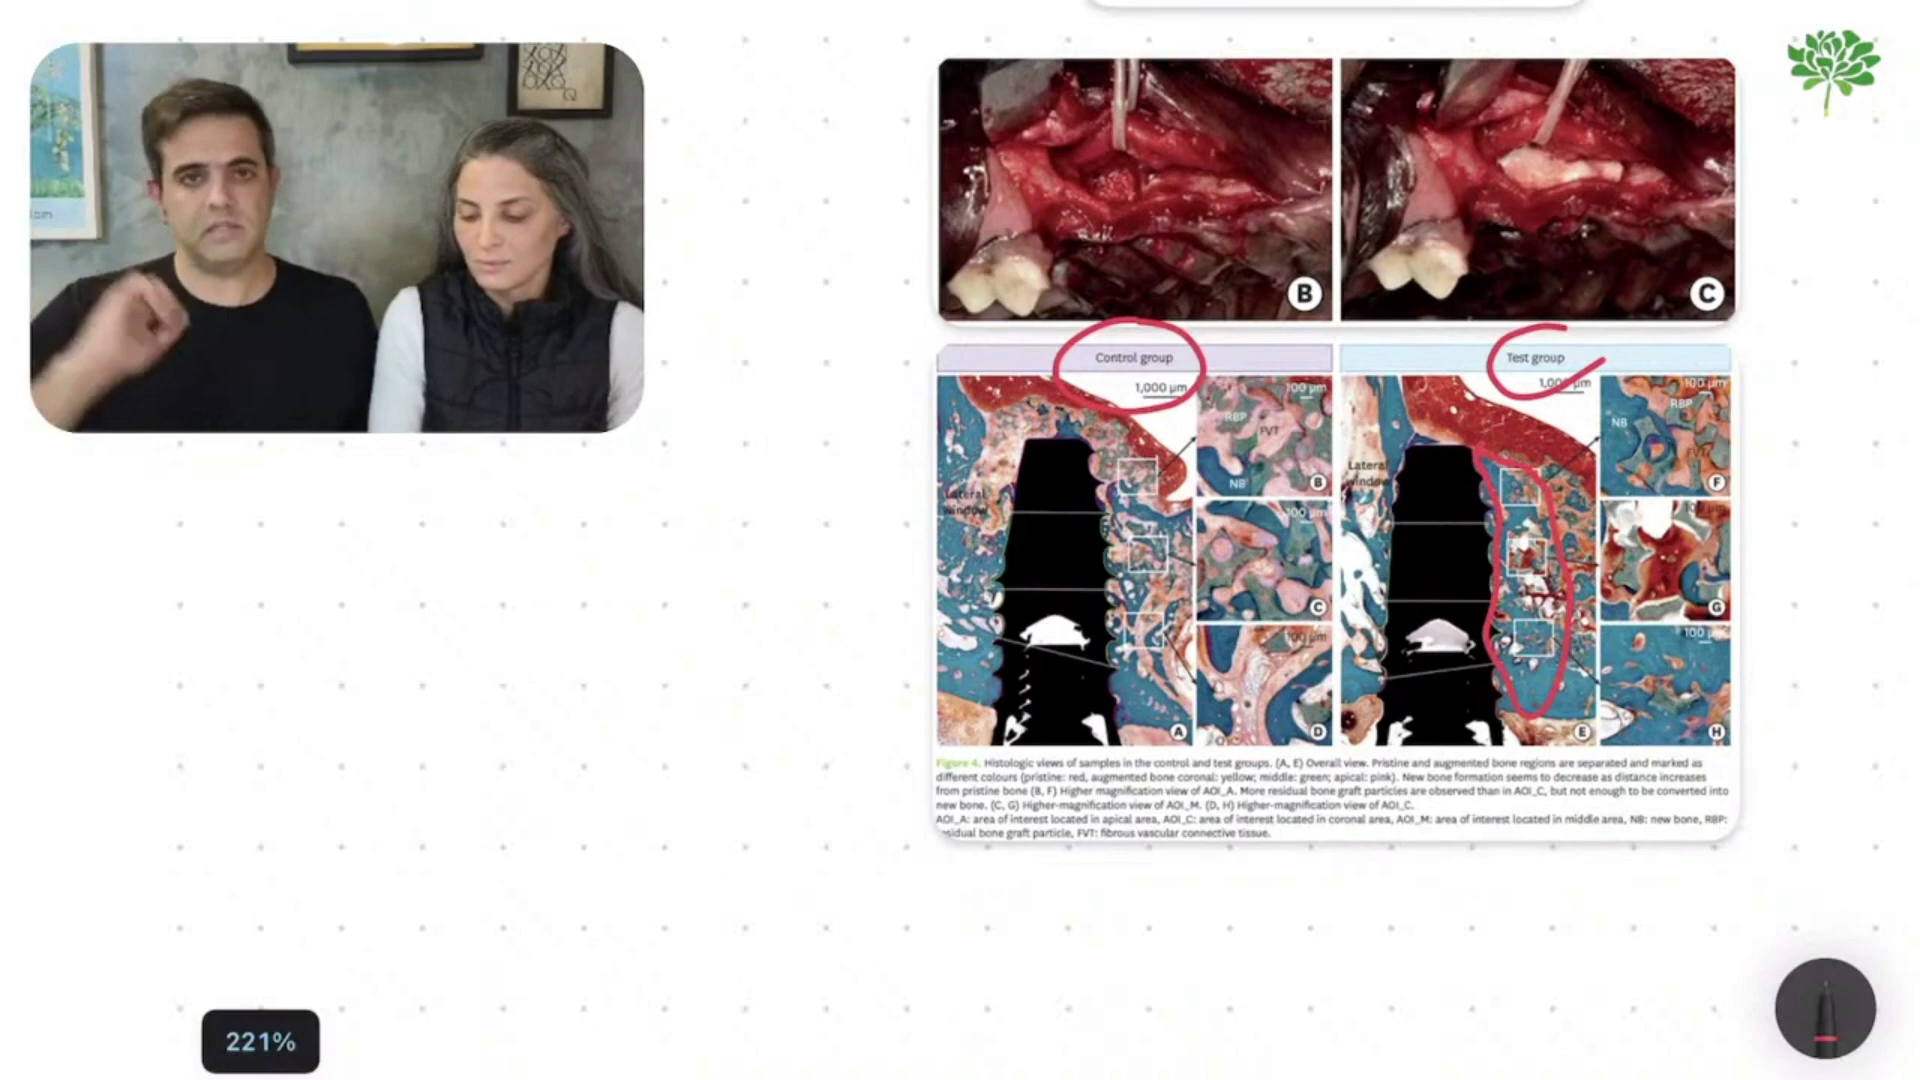 B
C
Control group
Test group
1,000 µm
100 µm
1,000 µm
100 µm
RBP
FVT
NB
B
RBP
NB
FVT
F
Lateral
window
Lateral
window
100 µm
C
G
100 µm
A
D
100 µm
E
H
Figure 4. Histologic views of samples in the control and test groups. (A, E) Overall view. Pristine and augmented bone regions are separated and marked as
different colours (pristine: red, augmented bone coronal: yellow; middle: green; apical: pink). New bone formation seems to decrease as distance increases
from pristine bone (B, F) Higher magnification view of AOI_A. More residual bone graft particles are observed than in AOI_C, but not enough to be converted into
new bone. (C, G) Higher-magnification view of AOI_M. (D, H) Higher-magnification view of AOI_C.
AOI_A: area of interest located in apical area, AOI_C: area of interest located in coronal area, AOI_M: area of interest located in middle area, NB: new bone, RBP:
residual bone graft particle, FVT: fibrous vascular connective tissue.
221%